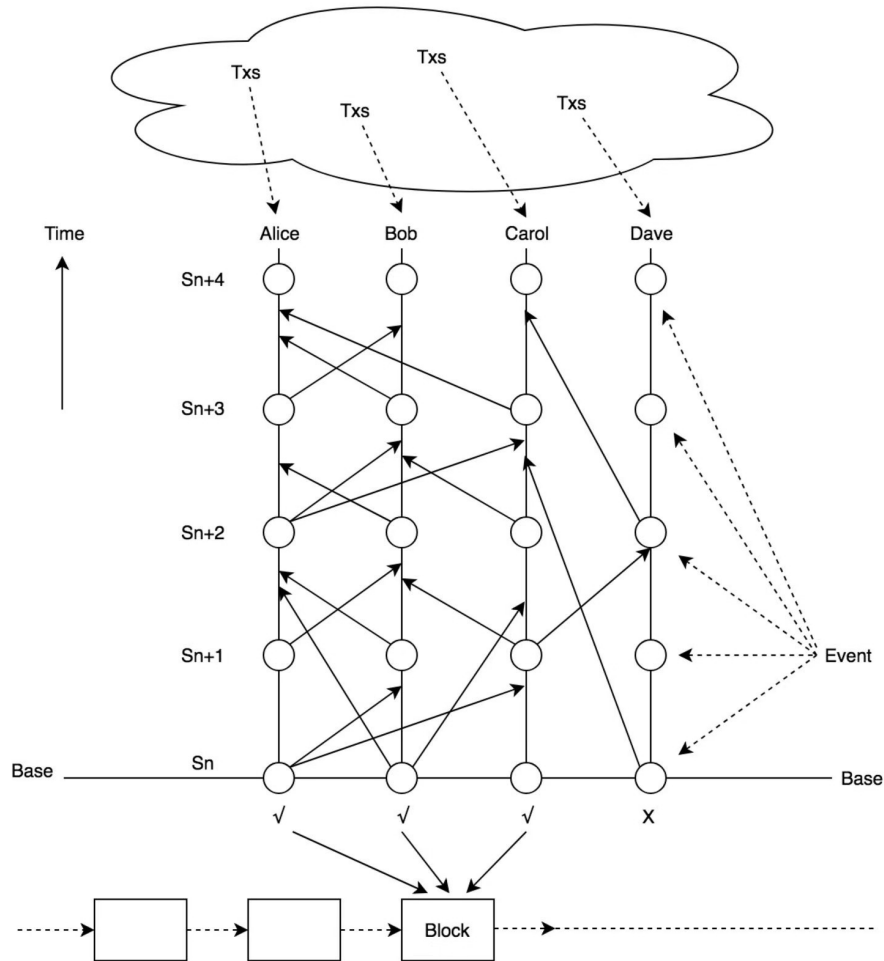 Txs
Txs
Txs
Txs
Time
Alice
Bob
Carol
Dave
Sn+4
Sn+3
Sn+2
Sn+1
Event
Sn
Base
Base
√
√
√
X
Block